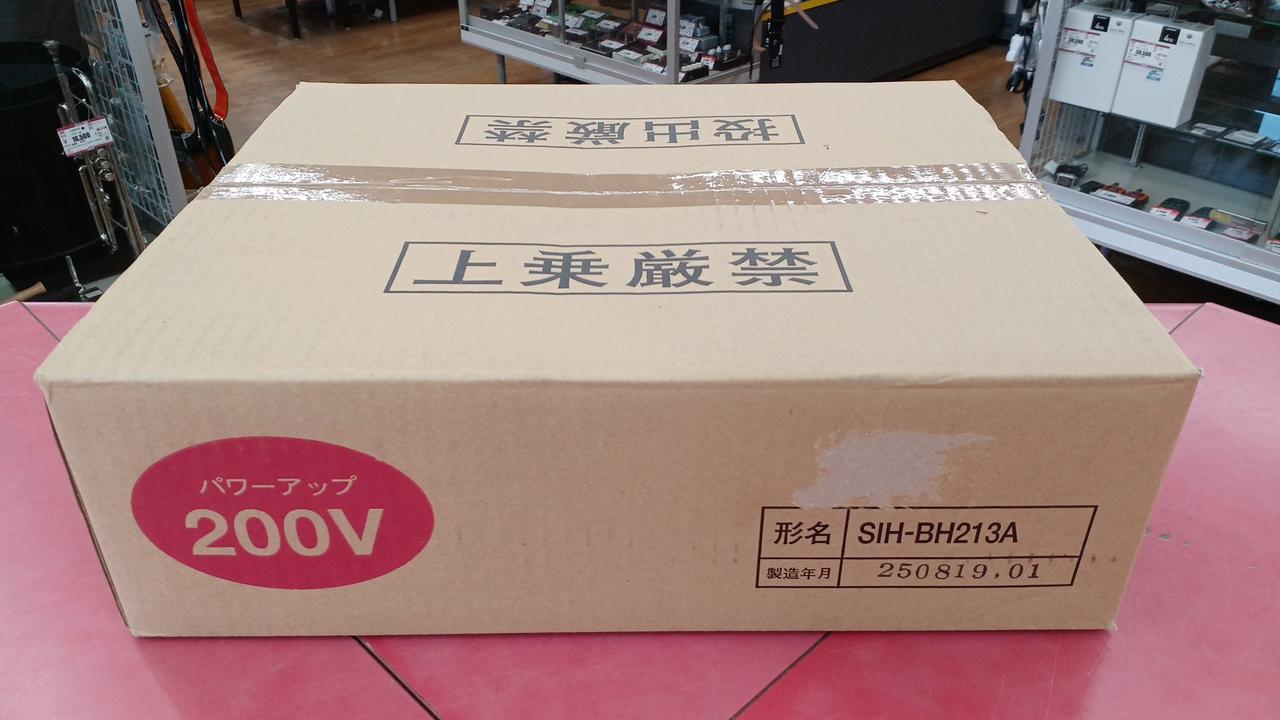 投出厳禁
上乗厳禁
パワーアップ
200V
形名 SIH-BH213A
製造年月 250819.01